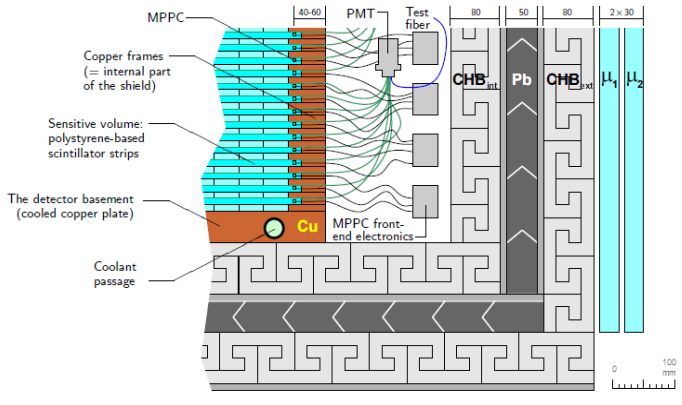 40-60
PMT
Test
fiber
80
50
80
2×30
MPPC
Copper frames
(= internal part
of the shield)
CHB int
Pb
CHB ext
μ1
μ2
Sensitive volume:
polystyrene-based
scintillator strips
The detector basement
(cooled copper plate)
Cu
MPPC front-
end electronics
Coolant
passage
0
100
mm